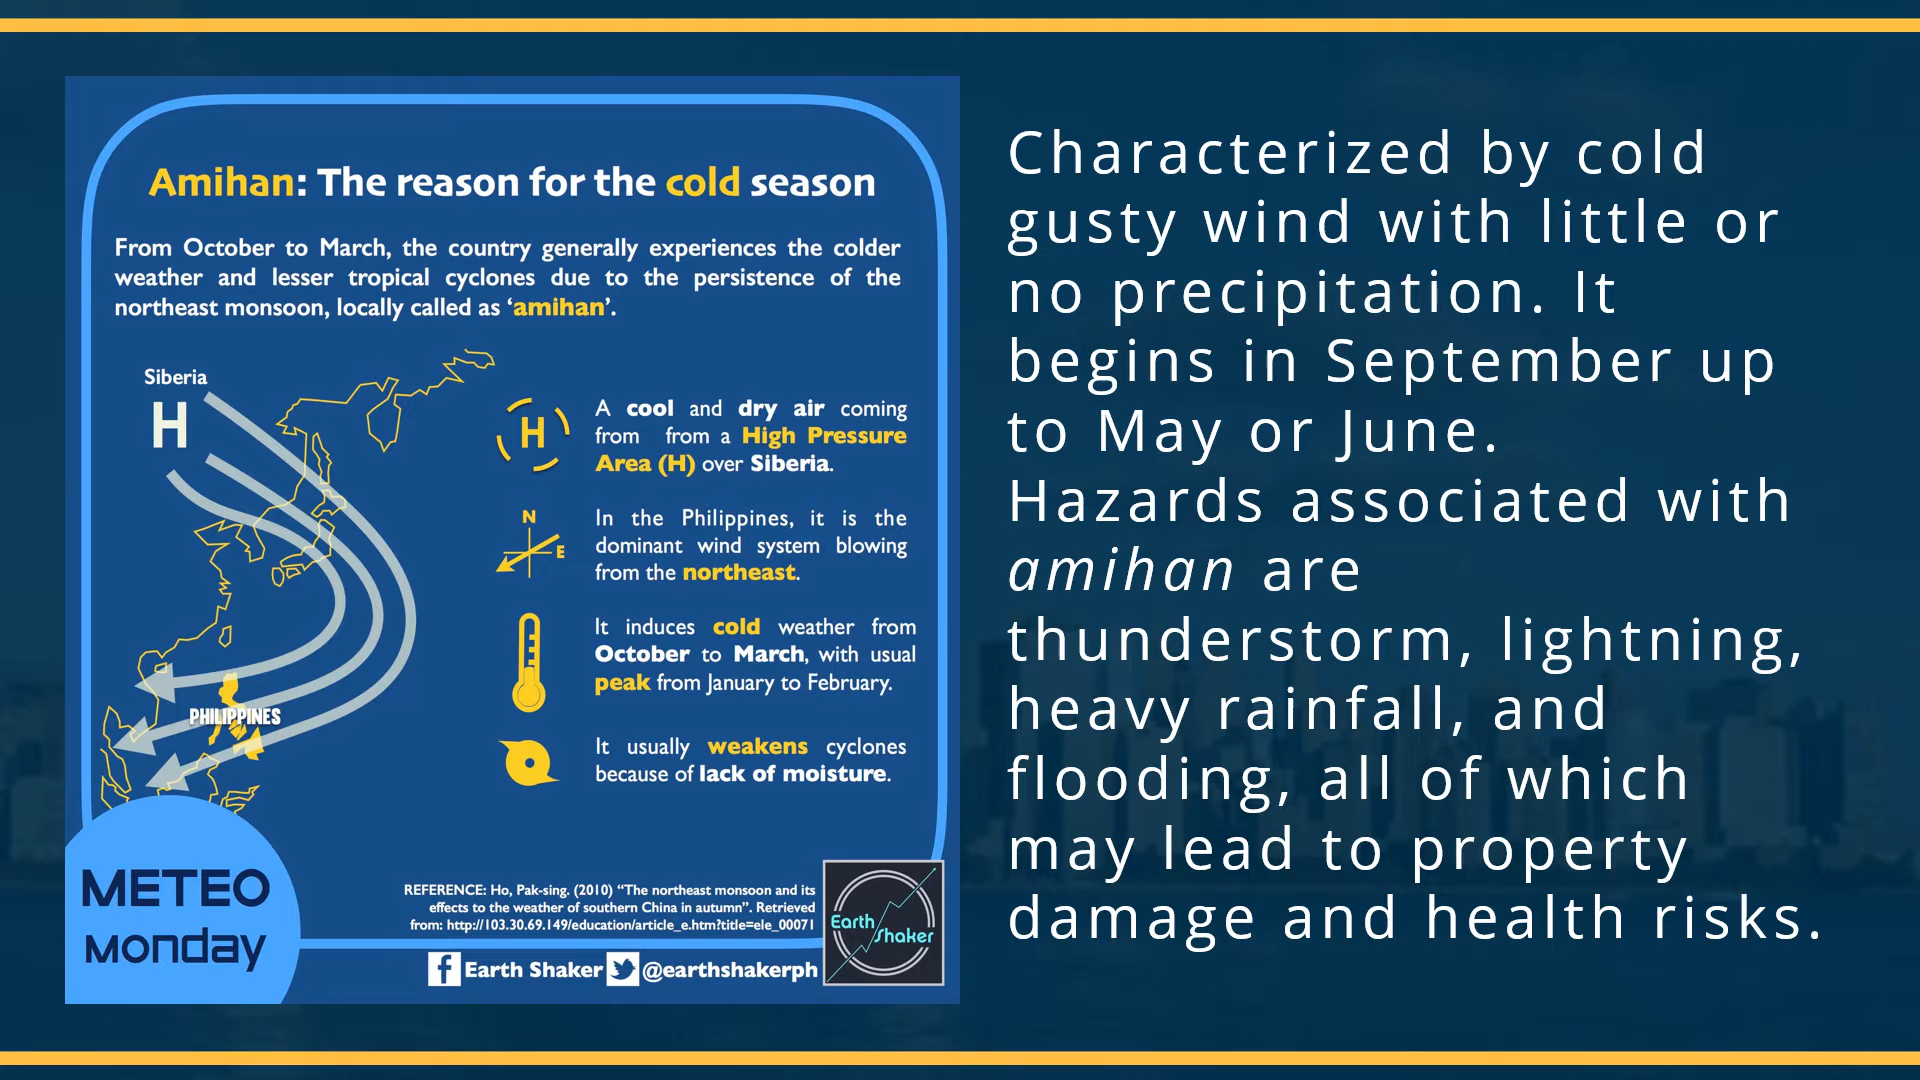 Amihan: The reason for the cold season
From October to March, the country generally experiences the colder
weather and lesser tropical cyclones due to the persistence of the
northeast monsoon, locally called as ‘amihan’.
Siberia
H
H
A cool and dry air coming
from from a High Pressure
Area (H) over Siberia.
N
E
In the Philippines, it is the
dominant wind system blowing
from the northeast.
It induces cold weather from
October to March, with usual
peak from January to February.
PHILIPPINES
It usually weakens cyclones
because of lack of moisture.
METEO
Monday
REFERENCE: Ho, Pak-sing. (2010) “The northeast monsoon and its
effects to the weather of southern China in autumn”. Retrieved
from: http://103.30.69.149/education/article_e.htm?title=ele_00071
Earth
Shaker
f Earth Shaker @earthshakerph
Characterized by cold
gusty wind with little or
no precipitation. It
begins in September up
to May or June.
Hazards associated with
amihan are
thunderstorm, lightning,
heavy rainfall, and
flooding, all of which
may lead to property
damage and health risks.